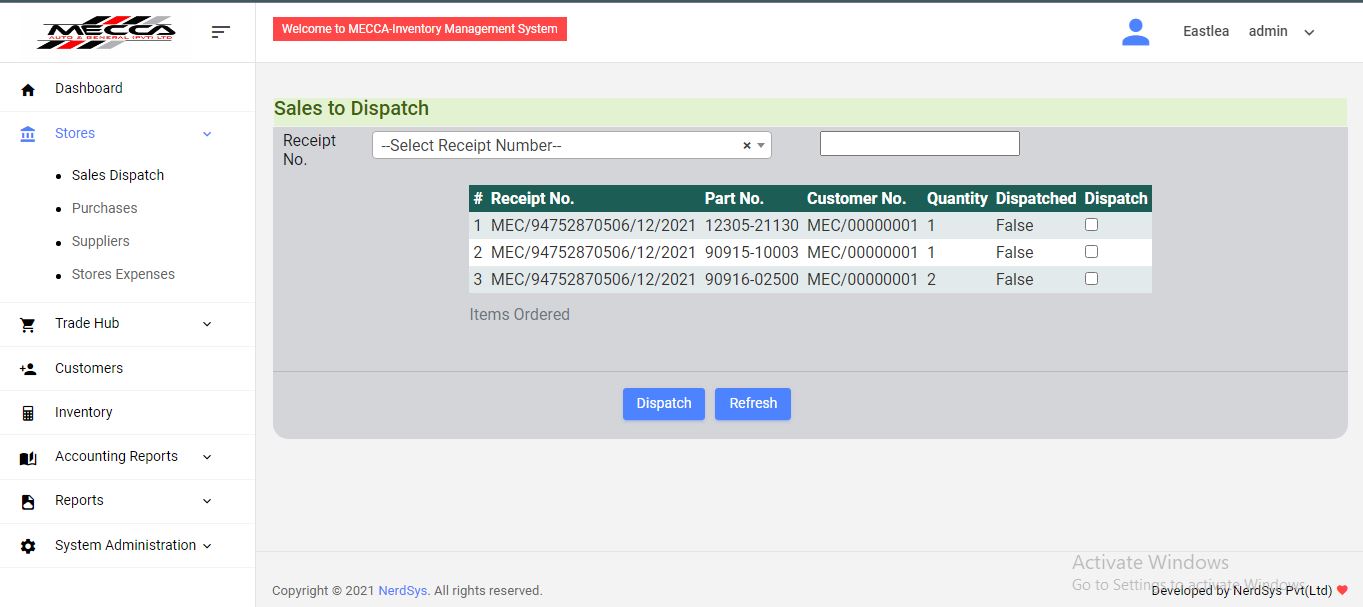 MECCA
AUTO & GENERAL (PVT) LTD
Welcome to MECCA-Inventory Management System
Eastlea admin
Dashboard
Stores
Sales Dispatch
Purchases
Suppliers
Stores Expenses
Trade Hub
Customers
Inventory
Accounting Reports
Reports
System Administration
Sales to Dispatch
Receipt
No.
--Select Receipt Number-- ×
# Receipt No. Part No. Customer No. Quantity Dispatched Dispatch
1 MEC/94752870506/12/2021 12305-21130 MEC/00000001 1 False
2 MEC/94752870506/12/2021 90915-10003 MEC/00000001 1 False
3 MEC/94752870506/12/2021 90916-02500 MEC/00000001 2 False
Items Ordered
Dispatch Refresh
Activate Windows
Go to Settings to activate Windows.
Copyright © 2021 NerdSys. All rights reserved.
Developed by NerdSys Pvt(Ltd)